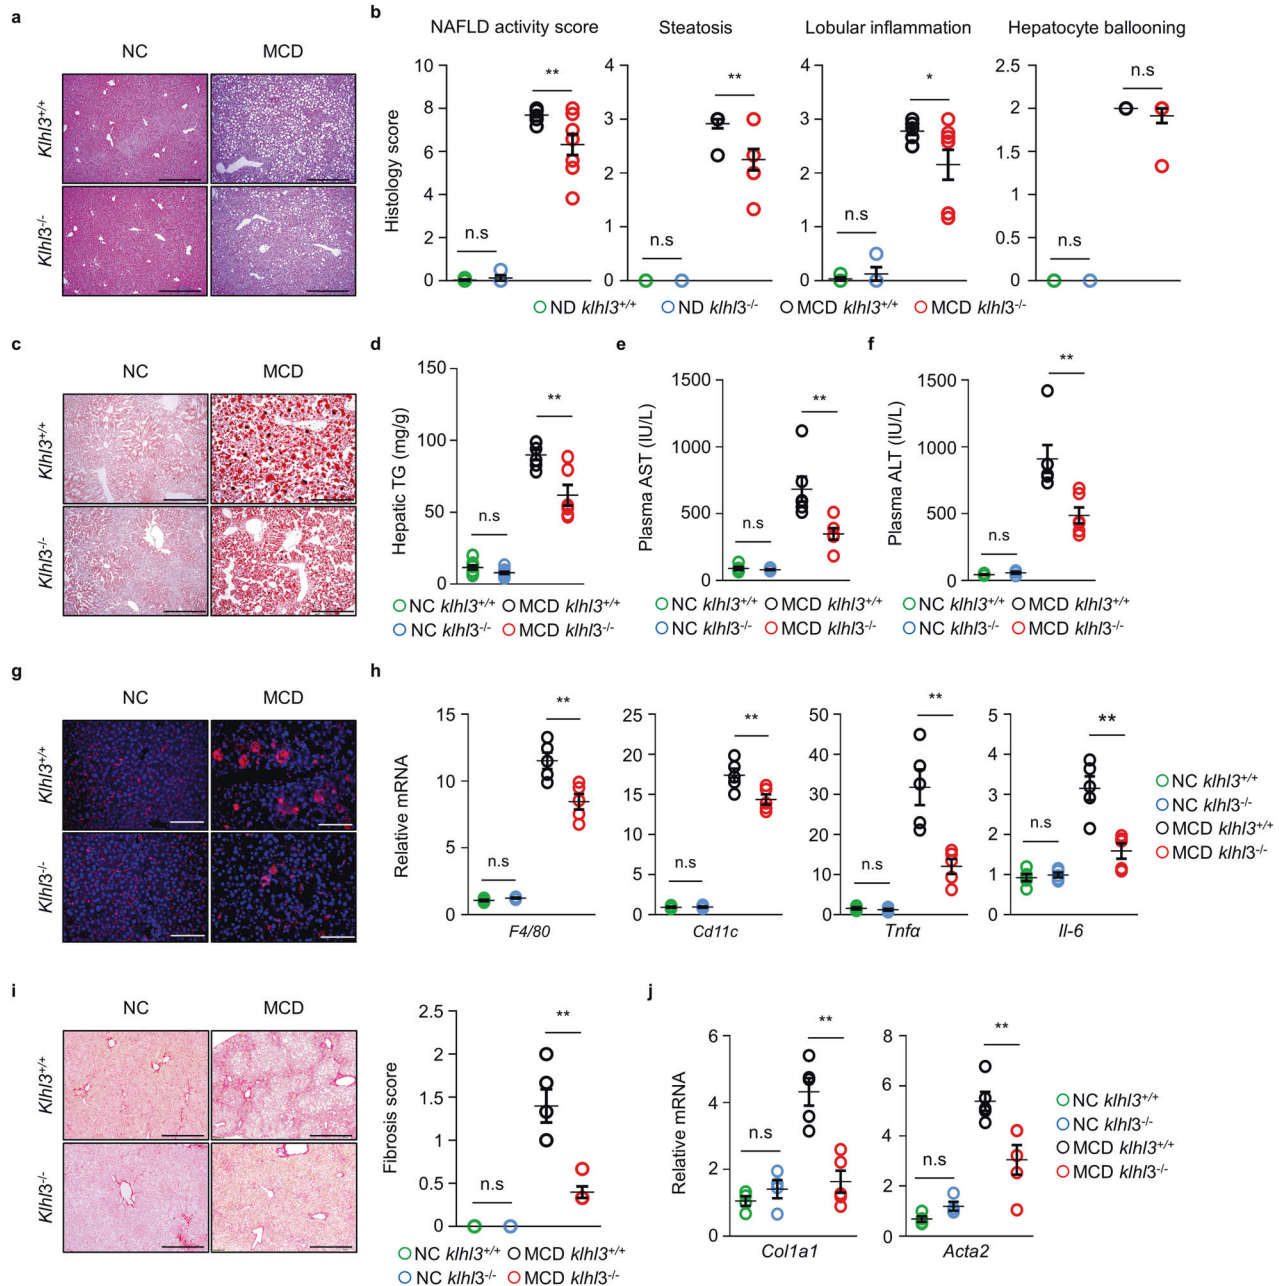 a
NC MCD
Klhl3+/+
Klhl3-/-
b
NAFLD activity score Steatosis Lobular inflammation Hepatocyte ballooning
Histology score
10
8
6
4
2
0
**
n.s
4
3
2
1
0
**
n.s
4
3
2
1
0
*
n.s
2.5
2
1.5
1
0.5
0
n.s
n.s
ND klhl3+/+ ND klhl3-/- MCD klhl3+/+ MCD klhl3-/-
c
NC MCD
Klhl3+/+
Klhl3-/-
d
Hepatic TG (mg/g)
150
100
50
0
**
n.s
NC klhl3+/+ MCD klhl3+/+
NC klhl3-/- MCD klhl3-/-
e
Plasma AST (IU/L)
1500
1000
500
0
**
n.s
NC klhl3+/+ MCD klhl3+/+
NC klhl3-/- MCD klhl3-/-
f
Plasma ALT (IU/L)
1500
1000
500
0
**
n.s
NC klhl3+/+ MCD klhl3+/+
NC klhl3-/- MCD klhl3-/-
g
NC MCD
Klhl3+/+
Klhl3-/-
h
Relative mRNA
15
10
5
0
**
n.s
F4/80
25
20
15
10
5
0
**
n.s
Cd11c
50
40
30
20
10
0
**
n.s
Tnfα
5
4
3
2
1
0
**
n.s
Il-6
NC klhl3+/+
NC klhl3-/-
MCD klhl3+/+
MCD klhl3-/-
i
NC MCD
Klhl3+/+
Klhl3-/-
Fibrosis score
2.5
2
1.5
1
0.5
0
**
n.s
NC klhl3+/+ MCD klhl3+/+
NC klhl3-/- MCD klhl3-/-
j
Relative mRNA
6
4
2
0
**
n.s
Col1a1
8
6
4
2
0
**
n.s
Acta2
NC klhl3+/+
NC klhl3-/-
MCD klhl3+/+
MCD klhl3-/-